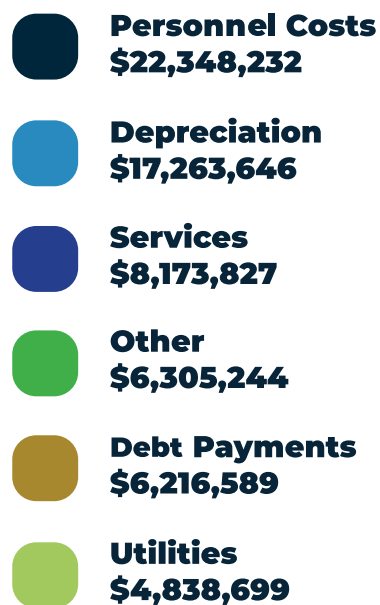 Personnel Costs
$22,348,232
Depreciation
$17,263,646
Services
$8,173,827
Other
$6,305,244
Debt Payments
$6,216,589
Utilities
$4,838,699